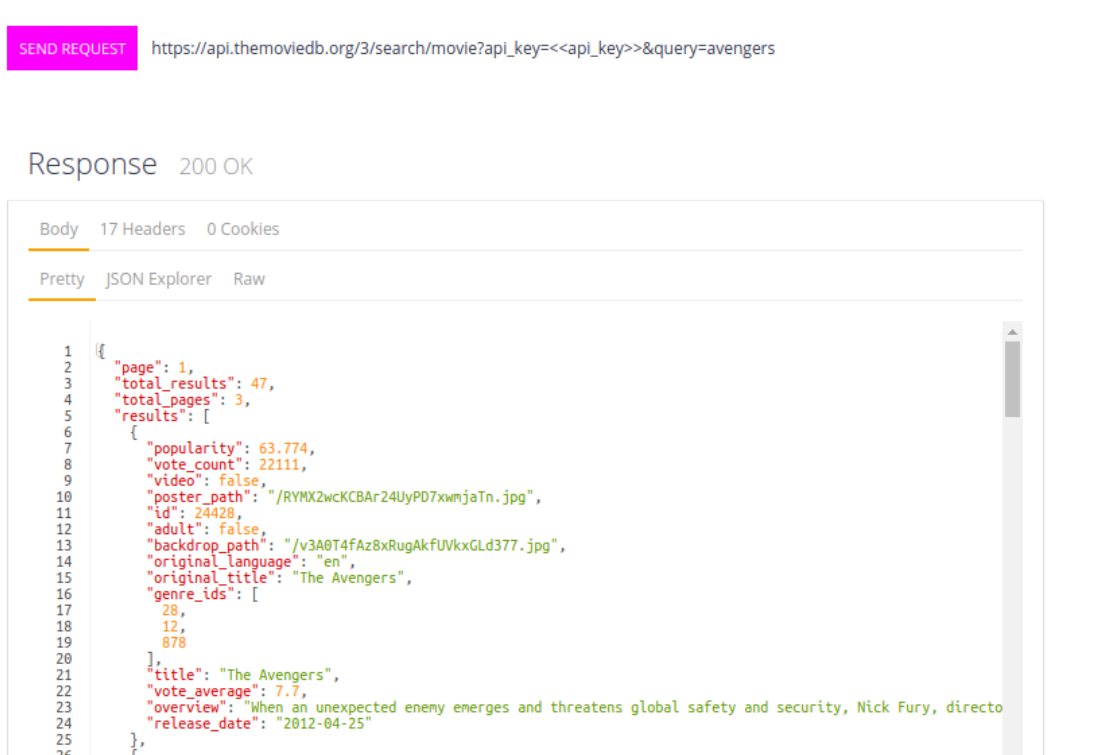 SEND REQUEST https://api.themoviedb.org/3/search/movie?api_key=<<api_key>>&query=avengers
Response 200 OK
Body 17 Headers 0 Cookies
Pretty JSON Explorer Raw
1 {
2 "page": 1,
3 "total_results": 47,
4 "total_pages": 3,
5 "results": [
6 {
7 "popularity": 63.774,
8 "vote_count": 22111,
9 "video": false,
10 "poster_path": "/RYMX2wcKCBAr24UyPD7xwmjaTn.jpg",
11 "id": 24428,
12 "adult": false,
13 "backdrop_path": "/v3A0T4fAz8xRugAkfUVkxGLd377.jpg",
14 "original_language": "en",
15 "original_title": "The Avengers",
16 "genre_ids": [
17 28,
18 12,
19 878
20 ],
21 "title": "The Avengers",
22 "vote_average": 7.7,
23 "overview": "When an unexpected enemy emerges and threatens global safety and security, Nick Fury, directo
24 "release_date": "2012-04-25"
25 },
26 {